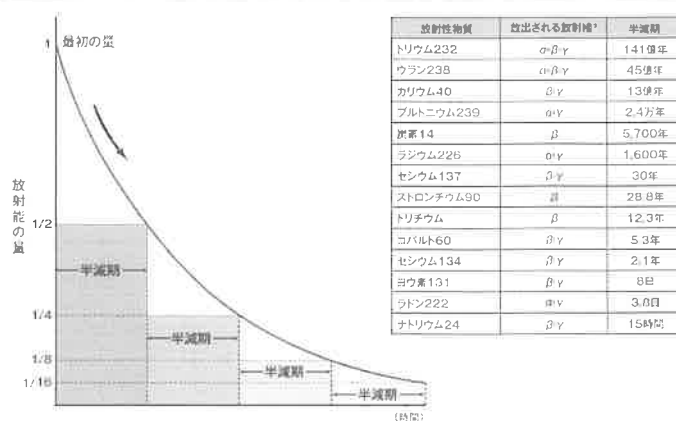 1
最初の量
放射能の量
1/2
半減期
1/4
半減期
1/8
半減期
1/16
半減期
(時間)
放射性物質 放出される放射線* 半減期
トリウム232 α・β・γ 141億年
ウラン238 α・β・γ 45億年
カリウム40 β・γ 13億年
プルトニウム239 α・γ 2.4万年
炭素14 β 5,700年
ラジウム226 α・γ 1,600年
セシウム137 β・γ 30年
ストロンチウム90 28.8年
トリチウム β 12.3年
コバルト60 β・γ 5.3年
セシウム134 β・γ 2.1年
ヨウ素131 β・γ 8日
ラドン222 α・γ 3.8日
ナトリウム24 β・γ 15時間